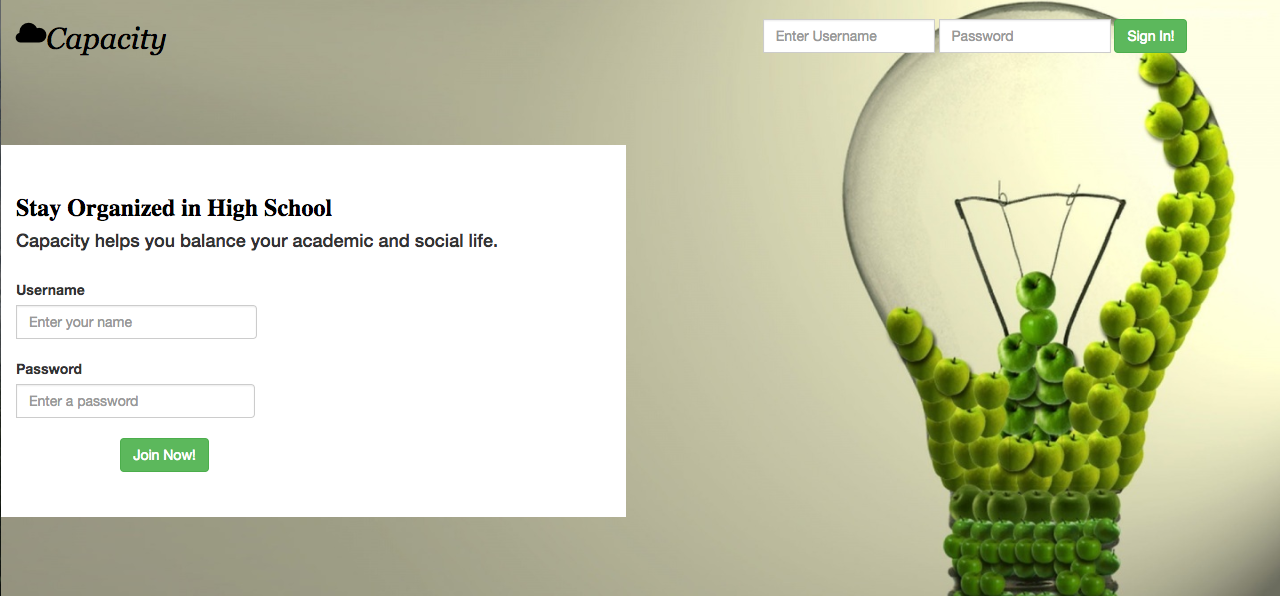 Capacity
Enter Username Password Sign In!
Stay Organized in High School
Capacity helps you balance your academic and social life.
Username
Enter your name
Password
Enter a password
Join Now!